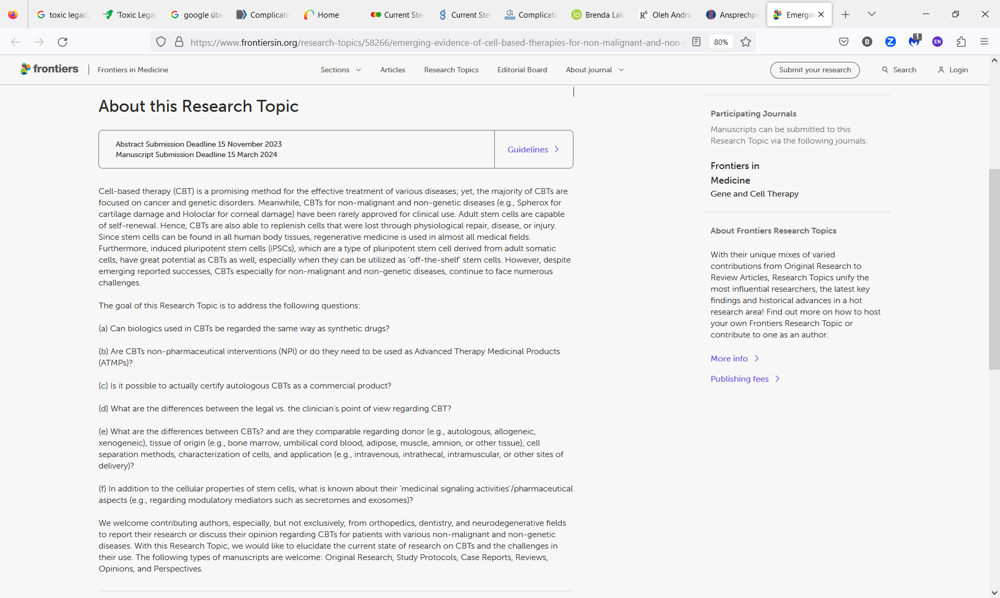 toxic legacy
'Toxic Lega
google übe
Complicatio
Home
Current Ste
Current Ster
Complicatio
Brenda Lak
Oleh Andru
Ansprechpa
Emergin
https://www.frontiersin.org/research-topics/58266/emerging-evidence-of-cell-based-therapies-for-non-malignant-and-non-
80%
B
Z
1
EN
frontiers
Frontiers in Medicine
Sections
Articles
Research Topics
Editorial Board
About journal
Submit your research
Search
Login
About this Research Topic
Abstract Submission Deadline 15 November 2023
Manuscript Submission Deadline 15 March 2024
Guidelines
Cell-based therapy (CBT) is a promising method for the effective treatment of various diseases; yet, the majority of CBTs are
focused on cancer and genetic disorders. Meanwhile, CBTs for non-malignant and non-genetic diseases (e.g., Spherox for
cartilage damage and Holoclar for corneal damage) have been rarely approved for clinical use. Adult stem cells are capable
of self-renewal. Hence, CBTs are also able to replenish cells that were lost through physiological repair, disease, or injury.
Since stem cells can be found in all human body tissues, regenerative medicine is used in almost all medical fields.
Furthermore, induced pluripotent stem cells (iPSCs), which are a type of pluripotent stem cell derived from adult somatic
cells, have great potential as CBTs as well, especially when they can be utilized as ‘off-the-shelf’ stem cells. However, despite
emerging reported successes, CBTs especially for non-malignant and non-genetic diseases, continue to face numerous
challenges.
The goal of this Research Topic is to address the following questions:
(a) Can biologics used in CBTs be regarded the same way as synthetic drugs?
(b) Are CBTs non-pharmaceutical interventions (NPI) or do they need to be used as Advanced Therapy Medicinal Products
(ATMPs)?
(c) Is it possible to actually certify autologous CBTs as a commercial product?
(d) What are the differences between the legal vs. the clinician's point of view regarding CBT?
(e) What are the differences between CBTs? and are they comparable regarding donor (e.g., autologous, allogeneic,
xenogeneic), tissue of origin (e.g., bone marrow, umbilical cord blood, adipose, muscle, amnion, or other tissue), cell
separation methods, characterization of cells, and application (e.g., intravenous, intrathecal, intramuscular, or other sites of
delivery)?
(f) In addition to the cellular properties of stem cells, what is known about their ‘medicinal signaling activities’/pharmaceutical
aspects (e.g., regarding modulatory mediators such as secretomes and exosomes)?
We welcome contributing authors, especially, but not exclusively, from orthopedics, dentistry, and neurodegenerative fields
to report their research or discuss their opinion regarding CBTs for patients with various non-malignant and non-genetic
diseases. With this Research Topic, we would like to elucidate the current state of research on CBTs and the challenges in
their use. The following types of manuscripts are welcome: Original Research, Study Protocols, Case Reports, Reviews,
Opinions, and Perspectives.
Participating Journals
Manuscripts can be submitted to this
Research Topic via the following journals:
Frontiers in
Medicine
Gene and Cell Therapy
About Frontiers Research Topics
With their unique mixes of varied
contributions from Original Research to
Review Articles, Research Topics unify the
most influential researchers, the latest key
findings and historical advances in a hot
research area! Find out more on how to host
your own Frontiers Research Topic or
contribute to one as an author.
More info
Publishing fees